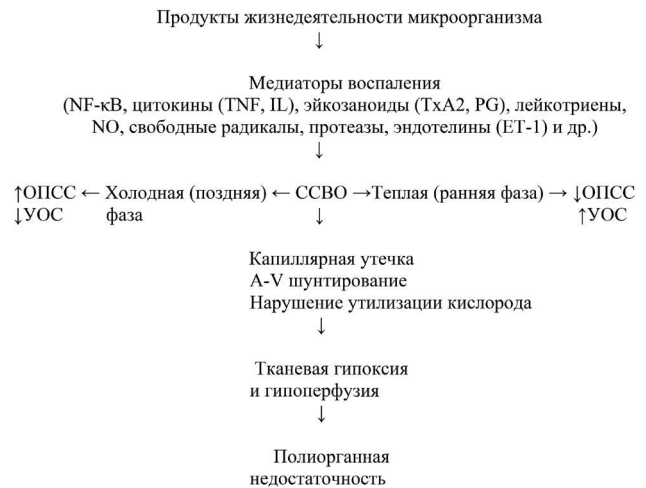 Продукты жизнедеятельности микроорганизма
↓
Медиаторы воспаления
(NF-κB, цитокины (TNF, IL), эйкозаноиды (TxA2, PG), лейкотриены,
NO, свободные радикалы, протеазы, эндотелины (ET-1) и др.)
↓
↑ОПСС ← Холодная (поздняя) ← ССВО →Теплая (ранняя фаза) → ↓ОПСС
↓УОС фаза ↓ ↑УОС
Капиллярная утечка
A-V шунтирование
Нарушение утилизации кислорода
↓
Тканевая гипоксия
и гипоперфузия
↓
Полиорганная
недостаточность